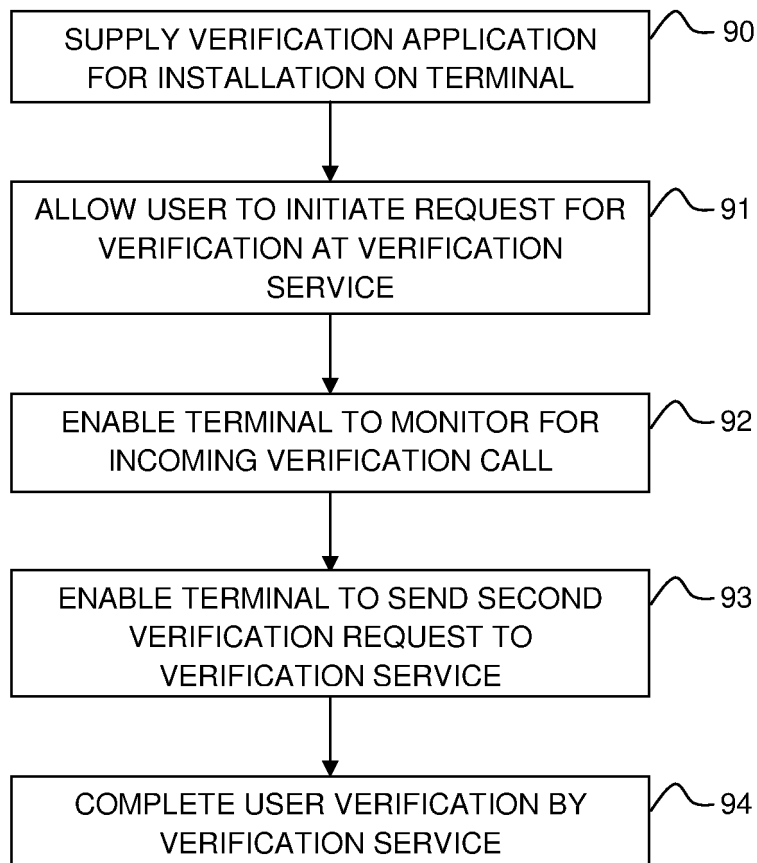 SUPPLY VERIFICATION APPLICATION
FOR INSTALLATION ON TERMINAL
90
ALLOW USER TO INITIATE REQUEST FOR
VERIFICATION AT VERIFICATION
SERVICE
91
ENABLE TERMINAL TO MONITOR FOR
INCOMING VERIFICATION CALL
92
ENABLE TERMINAL TO SEND SECOND
VERIFICATION REQUEST TO
VERIFICATION SERVICE
93
COMPLETE USER VERIFICATION BY
VERIFICATION SERVICE
94